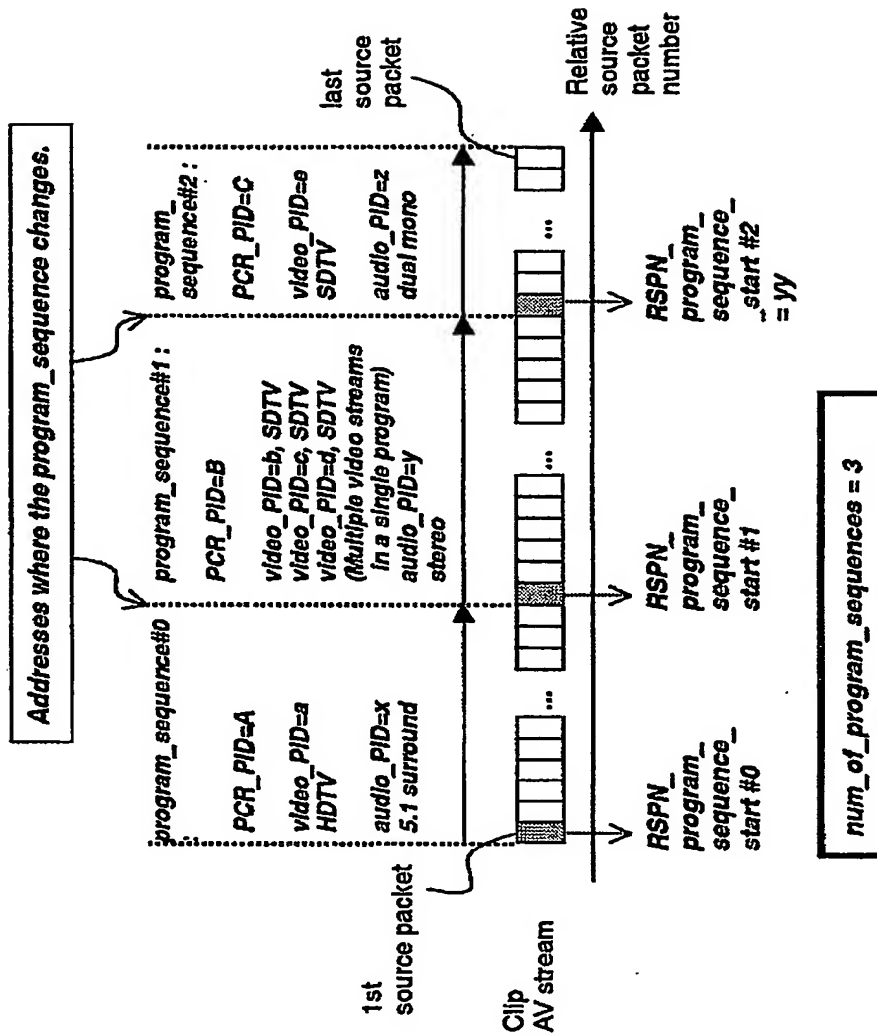 Addresses where the program_sequence changes.
program_sequence#0
:
PCR_PID=A
video_PID=a
HDTV
audio_PID=x
5.1 surround
program_sequence#1 :
PCR_PID=B
video_PID=b, SDTV
video_PID=c, SDTV
video_PID=d, SDTV
(Multiple video streams
in a single program)
audio_PID=y
stereo
program_
sequence#2 :
PCR_PID=C
video_PID=e
SDTV
audio_PID=z
dual mono
1st
source packet
last
source
packet
Clip
AV stream
...
...
...
Relative
source
packet
number
RSPN_
program_
sequence_
start #0
RSPN_
program_
sequence_
start #1
RSPN_
program_
sequence_
start #2
= yy
num_of_program_sequences = 3